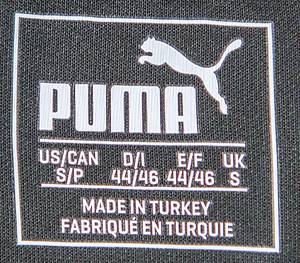 PUMA
US/CAN D/I E/F UK
S/P 44/46 44/46 S
MADE IN TURKEY
FABRIQUÉ EN TURQUIE